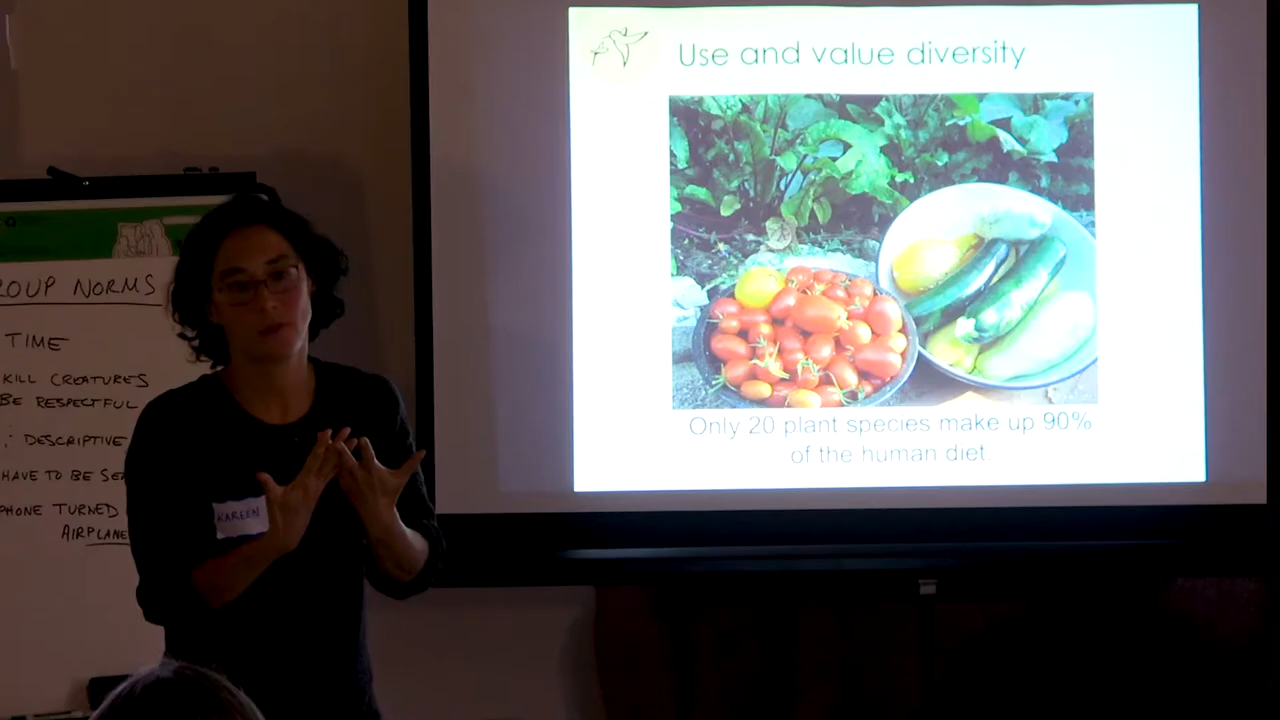 Use and value diversity
Only 20 plant species make up 90%
of the human diet.
ROUP NORMS
TIME
KILL CREATURES
BE RESPECTFUL
: DESCRIPTIVE
HAVE TO BE
PHONE TURNED
AIRPLANE
KAREEN